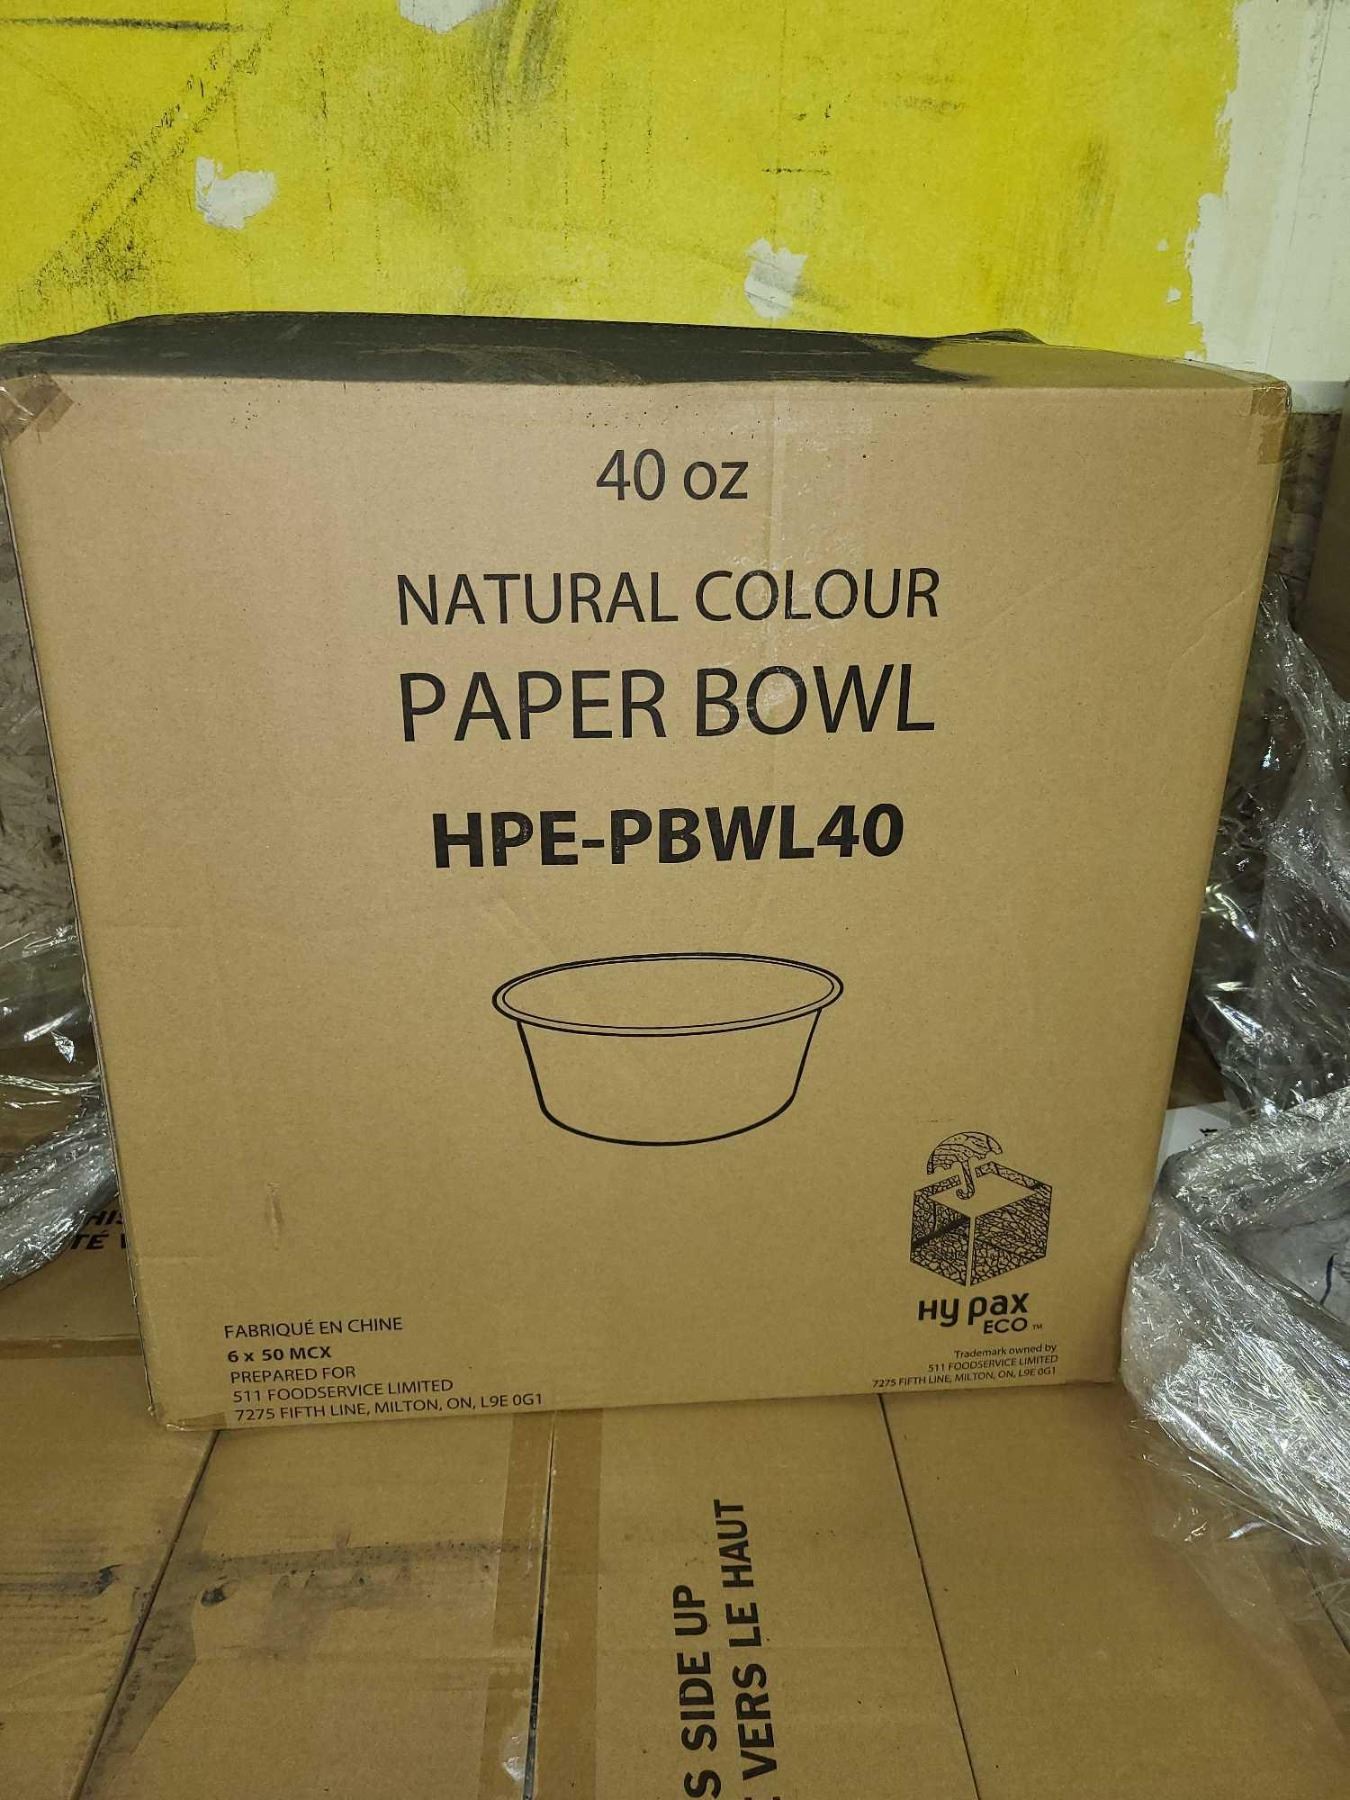 40 oz
NATURAL COLOUR
PAPER BOWL
HPE-PBWL40
Hy pax
ECO TM
FABRIQUÉ EN CHINE
6 x 50 MCX
PREPARED FOR
511 FOODSERVICE LIMITED
7275 FIFTH LINE, MILTON, ON, L9E 0G1
Trademark owned by
511 FOODSERVICE LIMITED
7275 FIFTH LINE, MILTON, ON, L9E 0G1
S SIDE UP
VERS LE HAUT